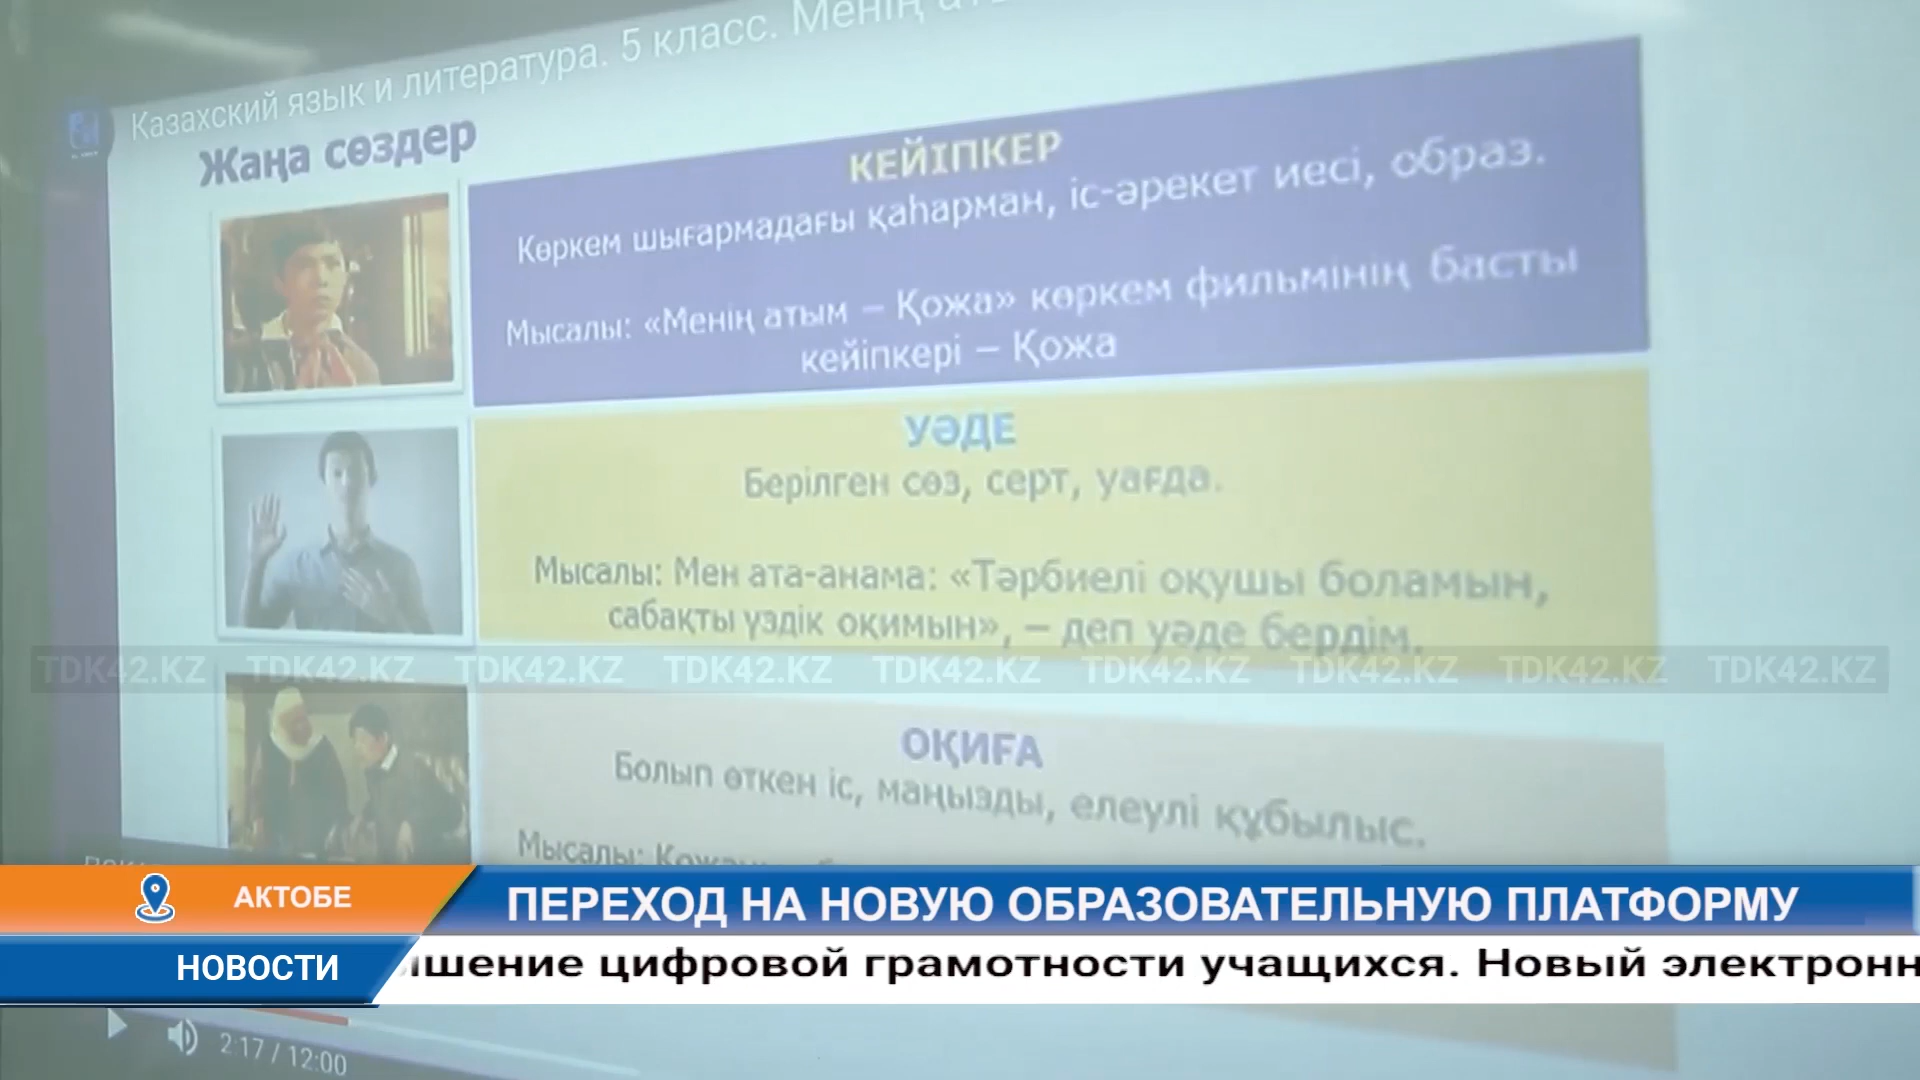 Казахский язык и литература. 5 класс. Менің
Жаңа сөздер
КЕЙІПКЕР
Көркем шығармадағы қаһарман, іс-әрекет иесі, образ.
Мысалы: «Менің атым – Қожа» көркем фильмінің басты
кейіпкері – Қожа
УӘДЕ
Берілген сөз, серт, уағда.
Мысалы: Мен ата-анама: «Тәрбиелі оқушы боламын,
сабақты үздік оқимын», – деп уәде бердім.
TDK42.KZ TDK42.KZ TDK42.KZ TDK42.KZ TDK42.KZ TDK42.KZ TDK42.KZ TDK42.KZ TDK42.KZ
ОҚИҒА
Болып өткен іс, маңызды, елеулі құбылыс.
Мысалы:
АКТОБЕ
ПЕРЕХОД НА НОВУЮ ОБРАЗОВАТЕЛЬНУЮ ПЛАТФОРМУ
НОВОСТИ
ишение цифровой грамотности учащихся. Новый электронн
2:17 / 12:00